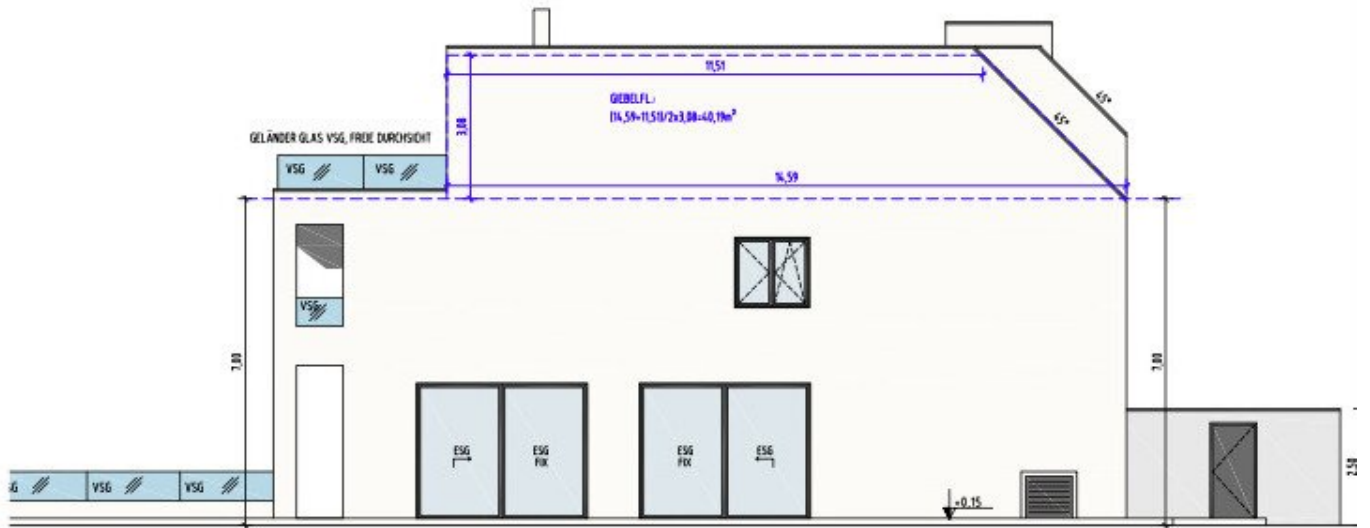 11,51
GIEBELFL.:
(14,59+11,51)/2x3,08=40,19m²
3,08
45°
45°
GELÄNDER GLAS VSG, FREIE DURCHSICHT
VSG
VSG
14,59
VSG
7,00
7,00
ESG
ESG
FIX
ESG
FIX
ESG
2,50
SG
VSG
VSG
+0,15